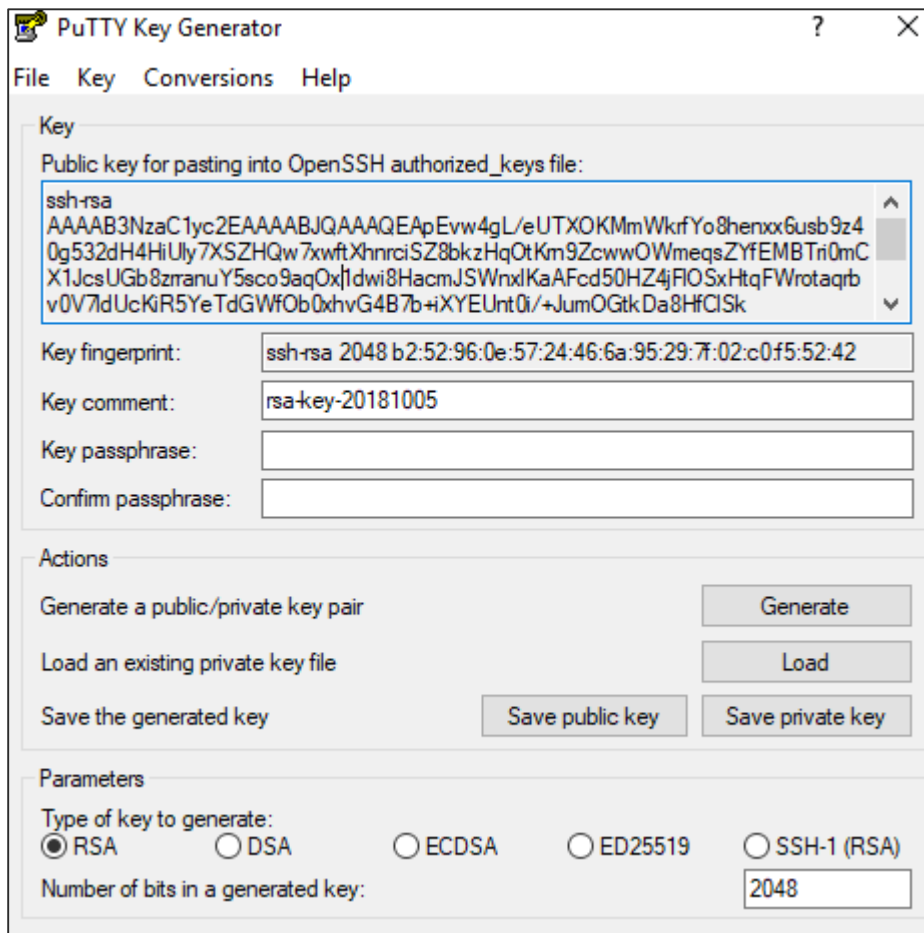 PuTTY Key Generator
?
File Key Conversions Help
Key
Public key for pasting into OpenSSH authorized_keys file:
ssh-rsa
AAAAB3NzaC1yc2EAAAABJQAAAQEApEvw4gL/eUTXOKMmWkrfYo8henxx6usb9z4
0g532dH4HiUly7XSZHQw7xwftXhnrciSZ8bkzHqOtKm9ZcwwOWmeqsZYfEMBTri0mC
X1JcsUGb8zrranuY5sco9aqOx1dwi8HacmJSWnxlKaAFcd50HZ4jFlOSxHtqFWrotaqrb
v0V7ldUcKiR5YeTdGWfOb0xhvG4B7b+iXYEUnt0i/+JumOGtkDa8HfClSk
Key fingerprint: ssh-rsa 2048 b2:52:96:0e:57:24:46:6a:95:29:7f:02:c0:f5:52:42
Key comment: rsa-key-20181005
Key passphrase:
Confirm passphrase:
Actions
Generate a public/private key pair Generate
Load an existing private key file Load
Save the generated key Save public key Save private key
Parameters
Type of key to generate:
RSA DSA ECDSA ED25519 SSH-1 (RSA)
Number of bits in a generated key: 2048